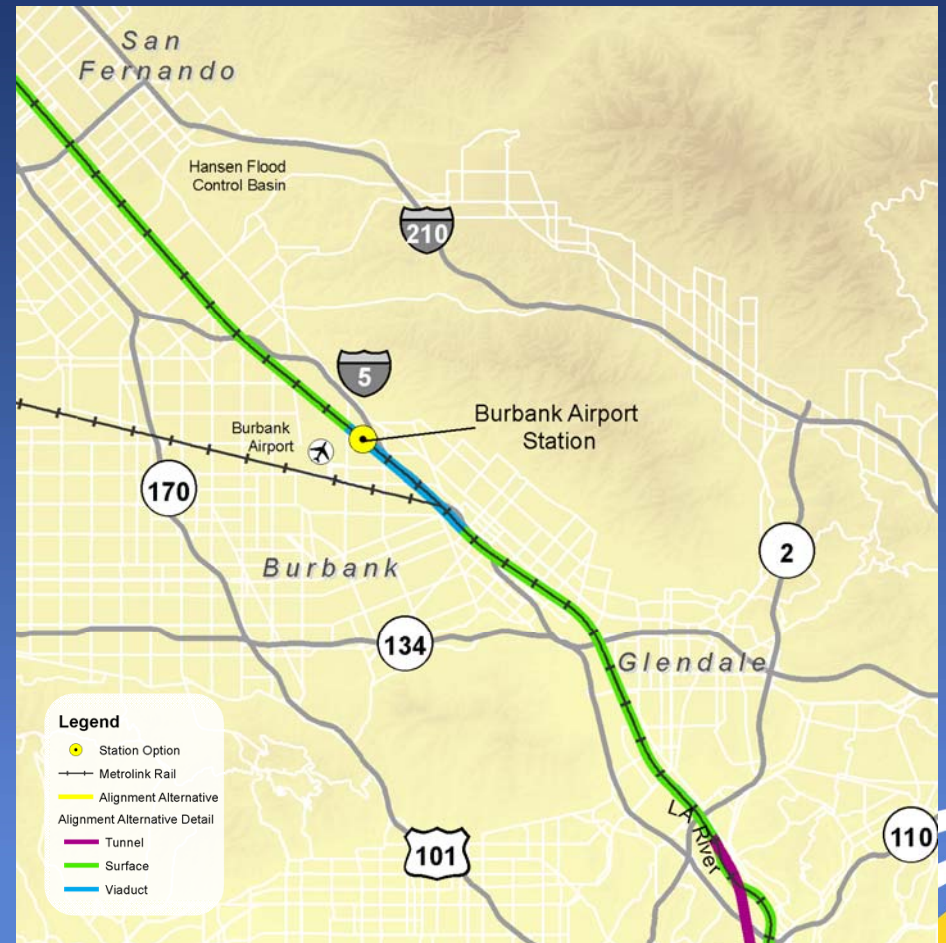 San
Fernando
Hansen Flood
Control Basin
210
5
Burbank Airport
Station
Burbank
Airport
170
2
Burbank
134
Glendale
Legend
Station Option
Metrolink Rail
Alignment Alternative
Alignment Alternative Detail
Tunnel
Surface
Viaduct
LA River
101
110